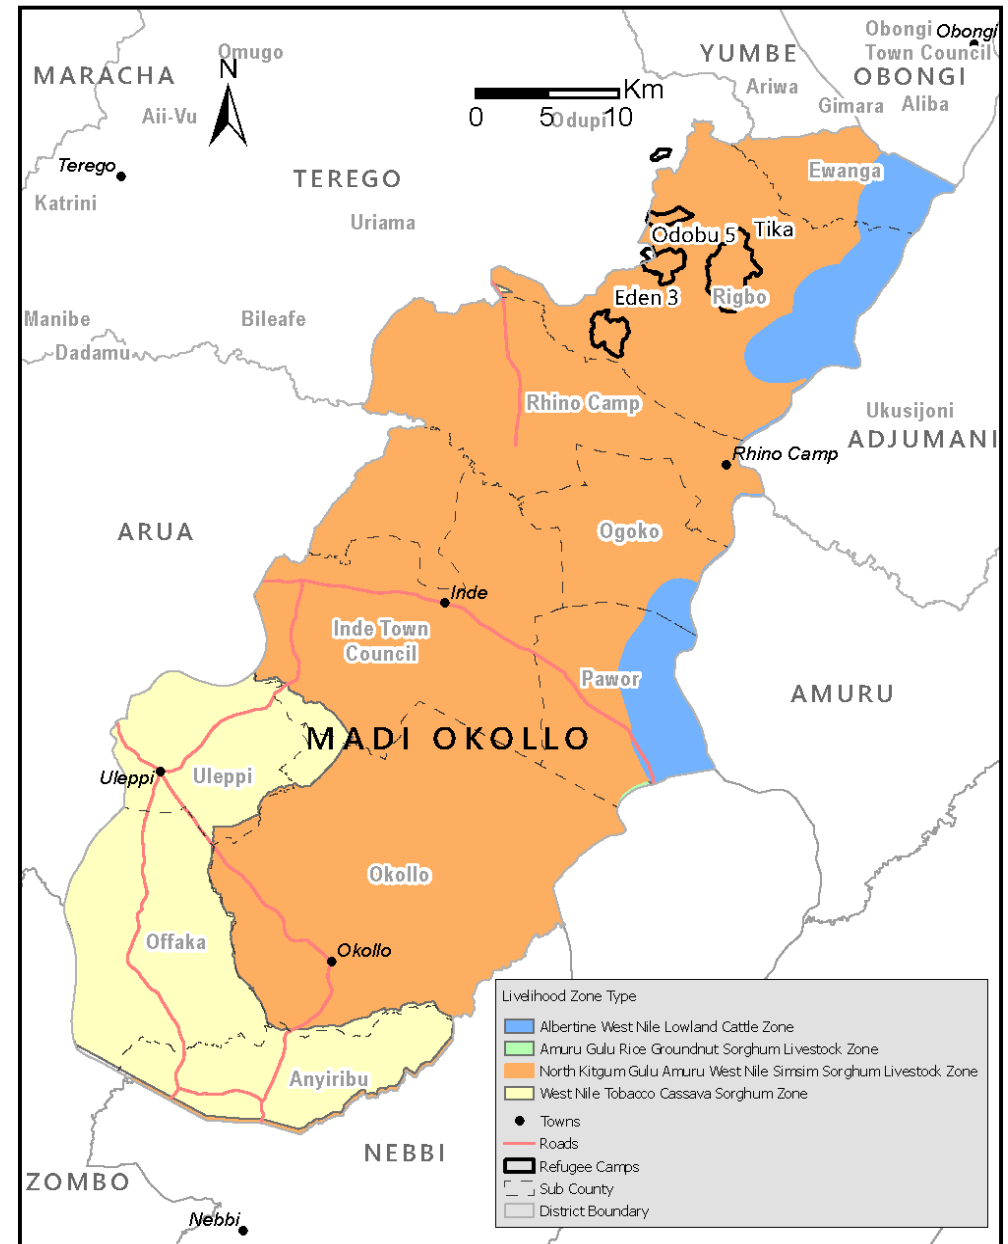 Obongi
Obongi
Town Council
OBONGI
Omugo
N
YUMBE
MARACHA
Ariwa
Gimara
Aliba
Km
0
5
10
Odupi
Aii-Vu
Terego
TEREGO
Ewanga
Katrini
Uriama
Odobu 5
Tika
Eden 3
Rigbo
Manibe
Bileafe
Dadamu
Rhino Camp
Ukusijoni
ADJUMANI
Rhino Camp
ARUA
Ogoko
Inde
Inde Town
Council
Pawor
AMURU
MADI OKOLLO
Uleppi
Uleppi
Okollo
Offaka
Okollo
Anyiribu
NEBBI
ZOMBO
Nebbi
Livelihood Zone Type
Albertine West Nile Lowland Cattle Zone
Amuru Gulu Rice Groundnut Sorghum Livestock Zone
North Kitgum Gulu Amuru West Nile Simsim Sorghum Livestock Zone
West Nile Tobacco Cassava Sorghum Zone
Towns
Roads
Refugee Camps
Sub County
District Boundary